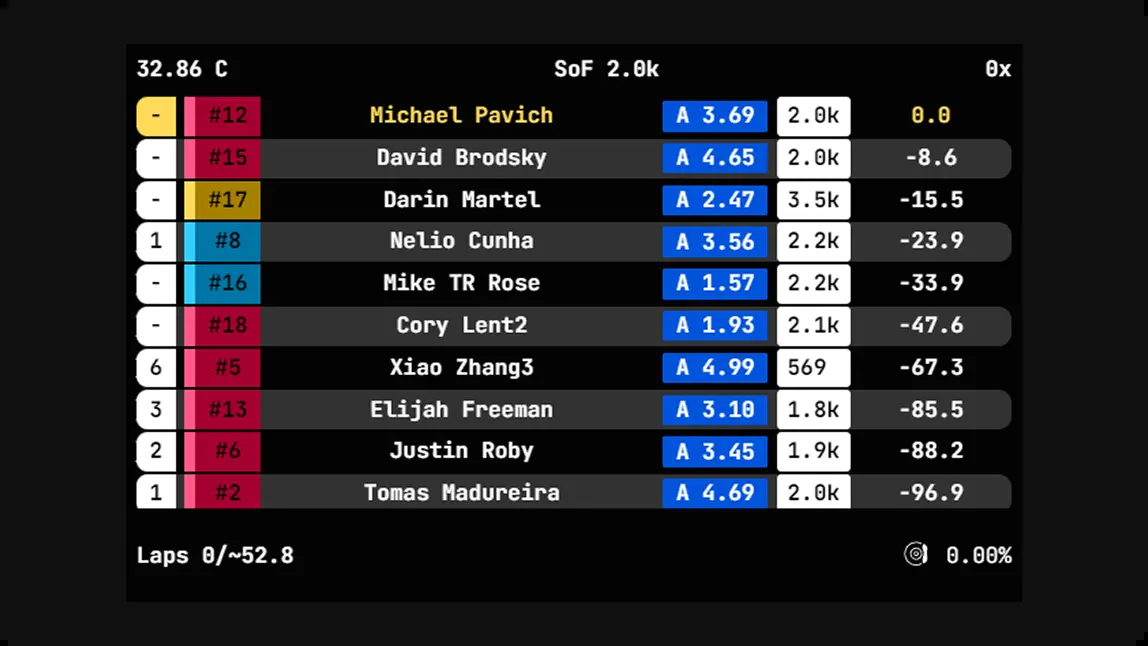 32.86 C SoF 2.0k 0x
- #12 Michael Pavich A 3.69 2.0k 0.0
- #15 David Brodsky A 4.65 2.0k -8.6
- #17 Darin Martel A 2.47 3.5k -15.5
1 #8 Nelio Cunha A 3.56 2.2k -23.9
- #16 Mike TR Rose A 1.57 2.2k -33.9
- #18 Cory Lent2 A 1.93 2.1k -47.6
6 #5 Xiao Zhang3 A 4.99 569 -67.3
3 #13 Elijah Freeman A 3.10 1.8k -85.5
2 #6 Justin Roby A 3.45 1.9k -88.2
1 #2 Tomas Madureira A 4.69 2.0k -96.9
Laps 0/~52.8 0.00%